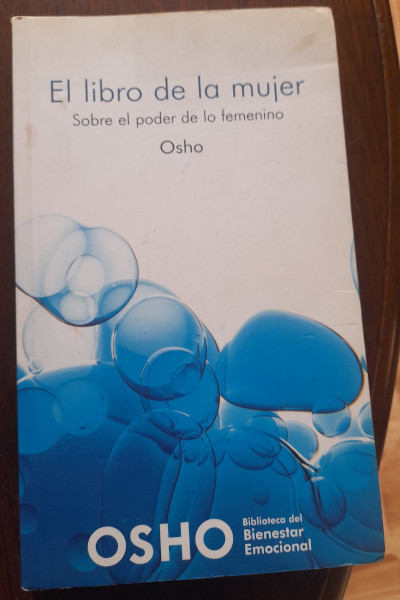 El libro de la mujer
Sobre el poder de lo femenino
Osho
OSHO
Biblioteca del
Bienestar
Emocional